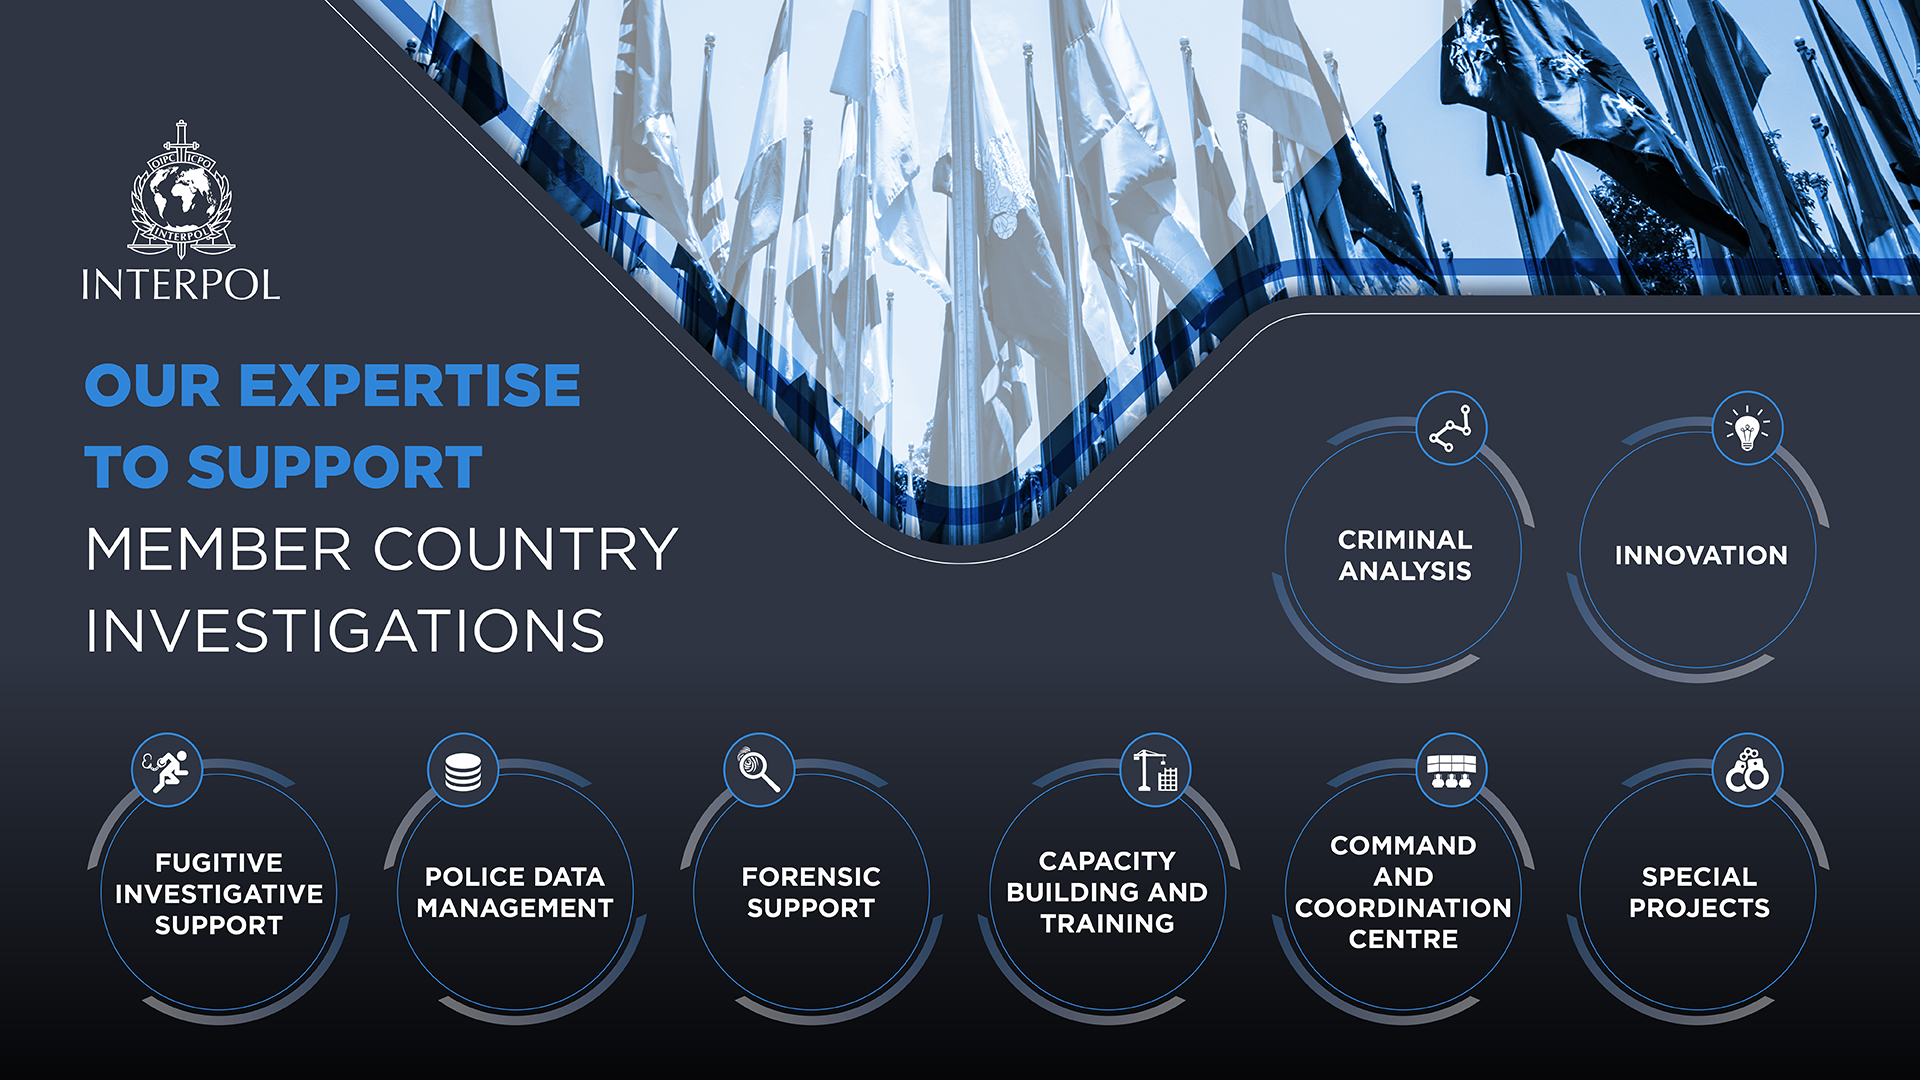 OIPC ICPO
INTERPOL
INTERPOL
OUR EXPERTISE
TO SUPPORT
MEMBER COUNTRY
INVESTIGATIONS
CRIMINAL
ANALYSIS
INNOVATION
FUGITIVE
INVESTIGATIVE
SUPPORT
POLICE DATA
MANAGEMENT
FORENSIC
SUPPORT
CAPACITY
BUILDING AND
TRAINING
COMMAND
AND
COORDINATION
CENTRE
SPECIAL
PROJECTS